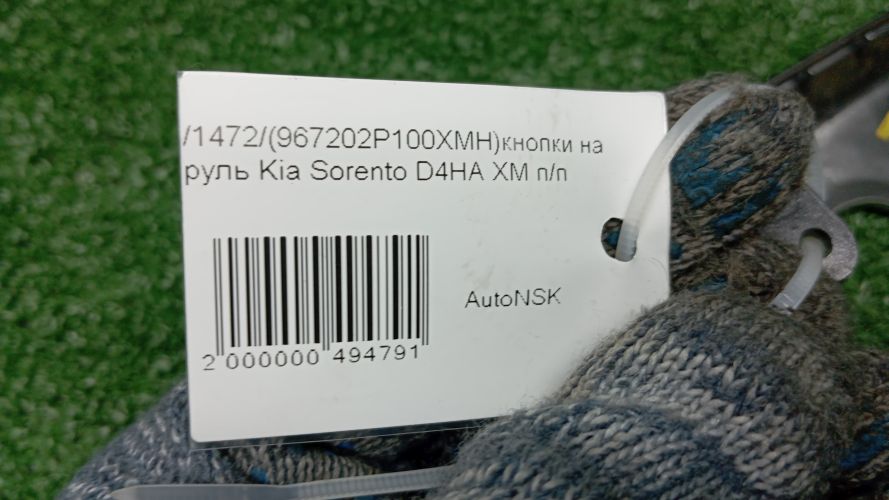 /1472/(967202P100XMH)кнопки на
руль Kia Sorento D4HA XM п/п
AutoNSK
2 000000 494791